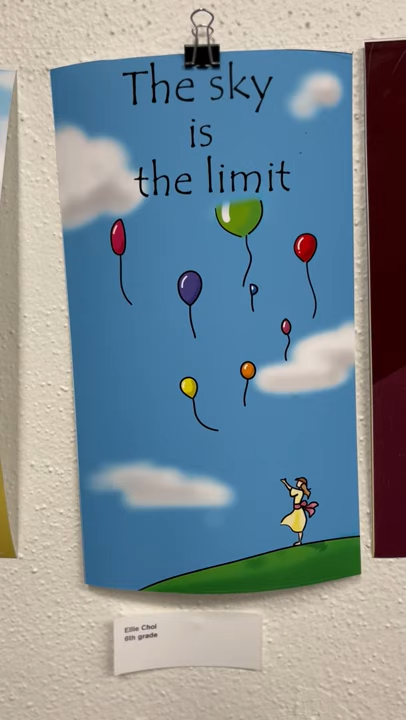 The sky
is
the limit
Ellie Choi
6th grade